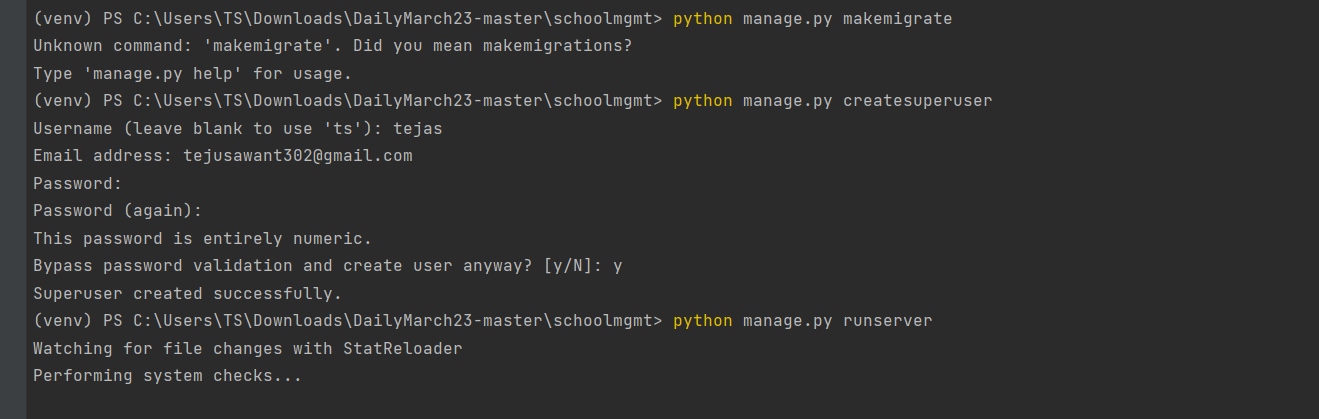 (venv) PS C:\Users\TS\Downloads\DailyMarch23-master\schoolmgmt> python manage.py makemigrate
Unknown command: 'makemigrate'. Did you mean makemigrations?
Type 'manage.py help' for usage.
(venv) PS C:\Users\TS\Downloads\DailyMarch23-master\schoolmgmt> python manage.py createsuperuser
Username (leave blank to use 'ts'): tejas
Email address: tejusawant302@gmail.com
Password:
Password (again):
This password is entirely numeric.
Bypass password validation and create user anyway? [y/N]: y
Superuser created successfully.
(venv) PS C:\Users\TS\Downloads\DailyMarch23-master\schoolmgmt> python manage.py runserver
Watching for file changes with StatReloader
Performing system checks...